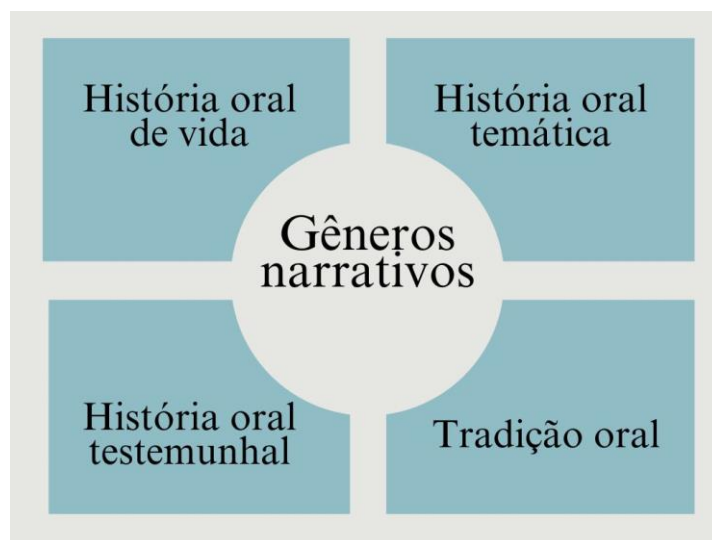 História oral
de vida
História oral
temática
Gêneros
narrativos
História oral
testemunhal
Tradição oral